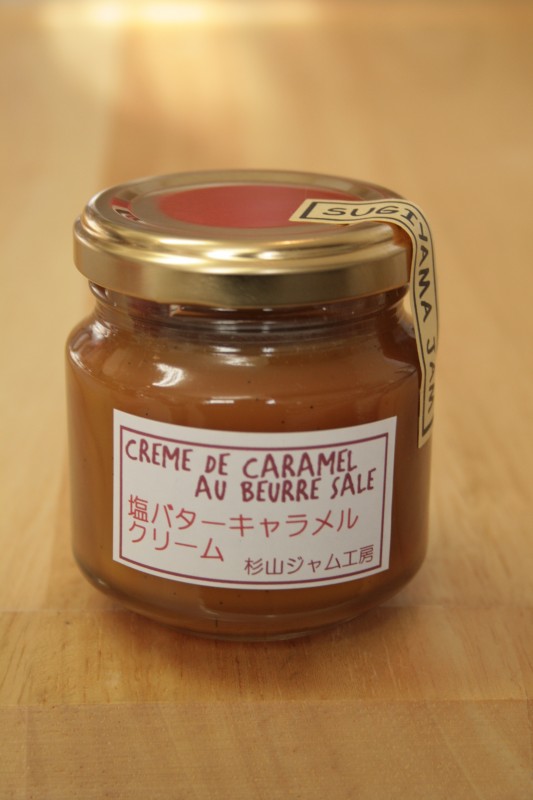 SUGIYAMA JAM
CREME DE CARAMEL
AU BEURRE SALE
塩バターキャラメル
クリーム
杉山ジャム工房